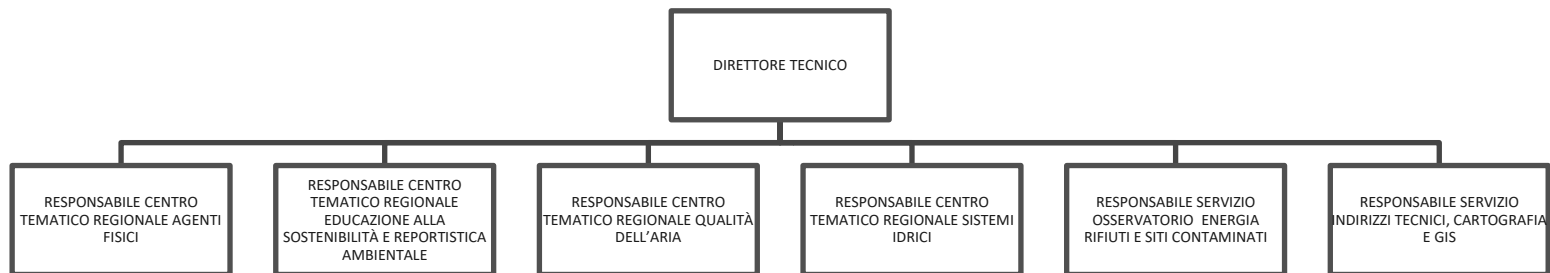 DIRETTORE TECNICO
RESPONSABILE CENTRO
TEMATICO REGIONALE AGENTI
FISICI
RESPONSABILE CENTRO
TEMATICO REGIONALE
EDUCAZIONE ALLA
SOSTENIBILITÀ E REPORTISTICA
AMBIENTALE
RESPONSABILE CENTRO
TEMATICO REGIONALE QUALITÀ
DELL'ARIA
RESPONSABILE CENTRO
TEMATICO REGIONALE SISTEMI
IDRICI
RESPONSABILE SERVIZIO
OSSERVATORIO ENERGIA
RIFIUTI E SITI CONTAMINATI
RESPONSABILE SERVIZIO
INDIRIZZI TECNICI, CARTOGRAFIA
E GIS